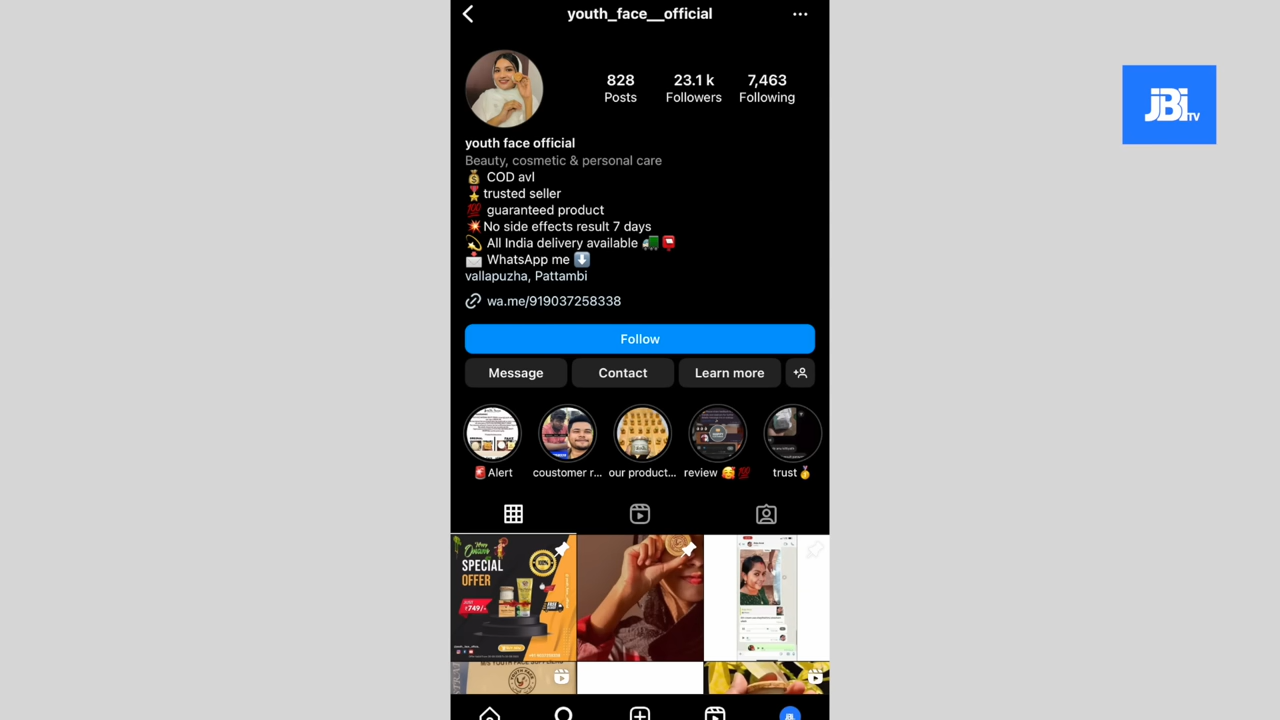 youth_face__official
JBi TV
828
23.1 k
7,463
Posts
Followers
Following
youth face official
Beauty, cosmetic & personal care
💰 COD avl
🎖️trusted seller
💯 guaranteed product
💥No side effects result 7 days
💫 All India delivery available 🚛📮
📩 WhatsApp me ⬇️
vallapuzha, Pattambi
wa.me/919037258338
Follow
Message
Contact
Learn more
🚨Alert
coustomer r...
our product...
review 🥰 💯
trust🥇
SPECIAL
OFFER
₹749/-